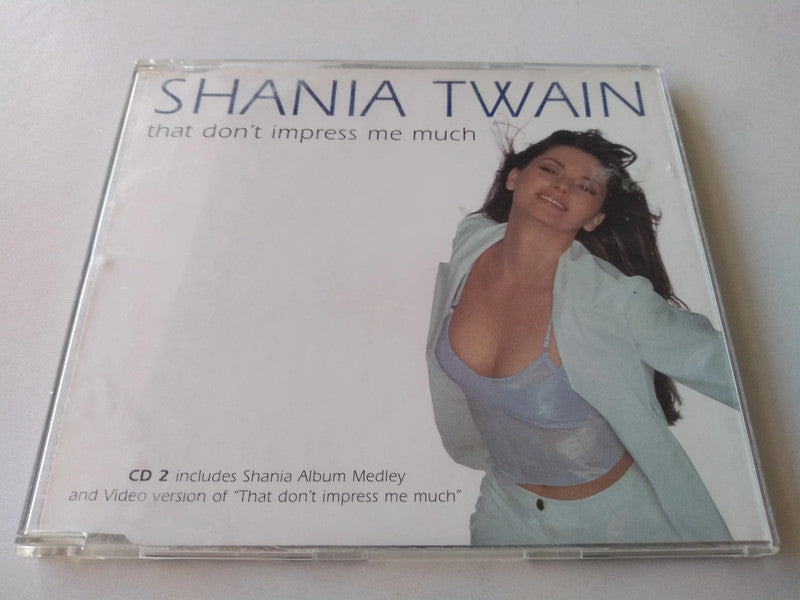 SHANIA TWAIN
that don't impress me much
CD 2 includes Shania Album Medley
and Video version of "That don't impress me much"